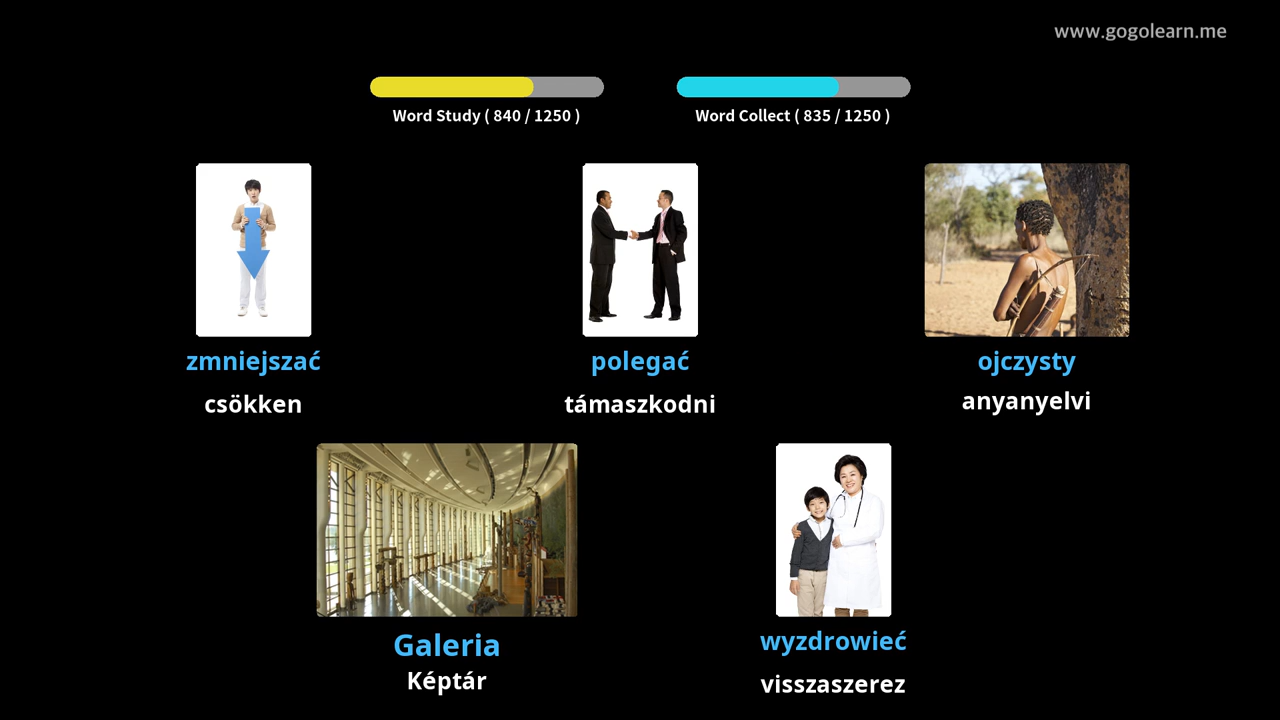 www.gogolearn.me
Word Study ( 840 / 1250 )
Word Collect ( 835 / 1250 )
zmniejszać
csökken
polegać
támaszkodni
ojczysty
anyanyelvi
Galeria
Képtár
wyzdrowieć
visszaszerez